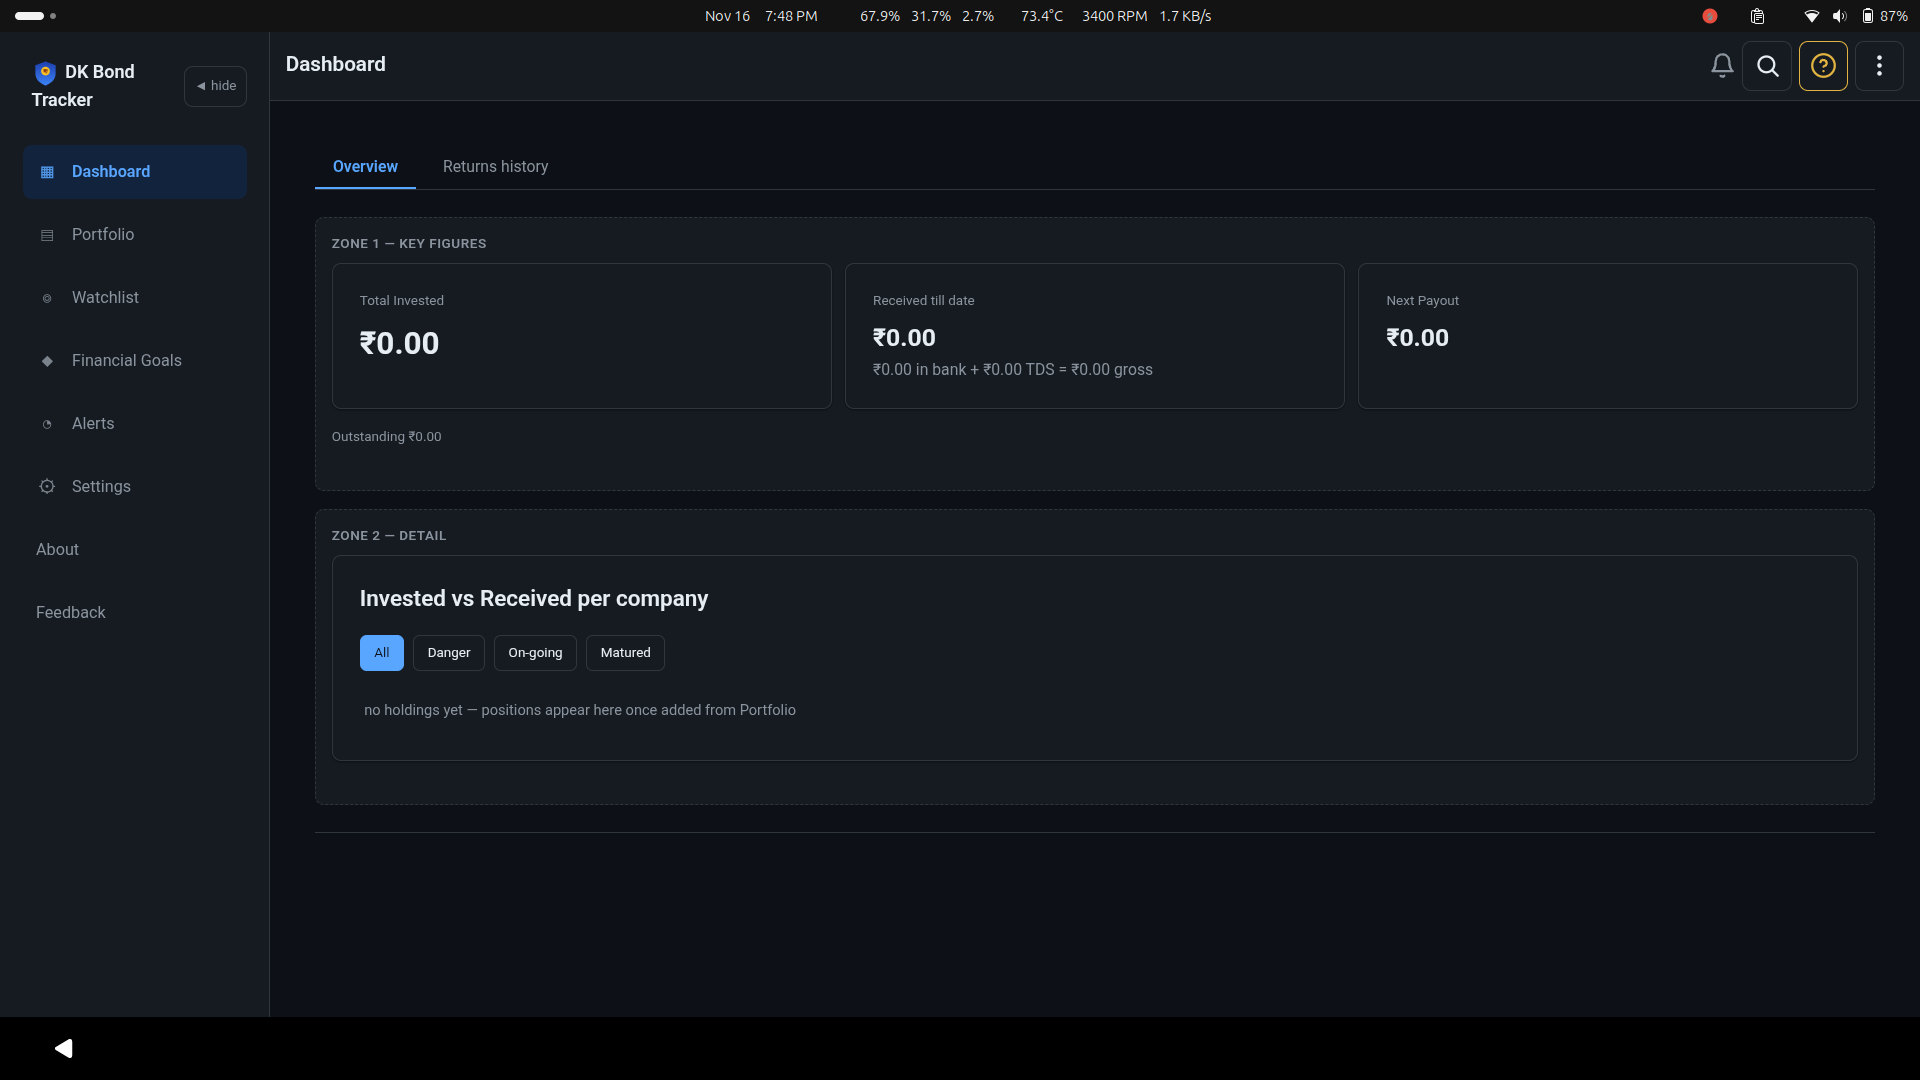 Nov 16 7:48 PM 67.9% 31.7% 2.7% 73.4°C 3400 RPM 1.7 KB/s 87%
DK Bond
Tracker
◄ hide
Dashboard
Portfolio
Watchlist
Financial Goals
Alerts
Settings
About
Feedback
Dashboard
Overview
Returns history
ZONE 1 — KEY FIGURES
Total Invested
₹0.00
Received till date
₹0.00
₹0.00 in bank + ₹0.00 TDS = ₹0.00 gross
Next Payout
₹0.00
Outstanding ₹0.00
ZONE 2 — DETAIL
Invested vs Received per company
All
Danger
On-going
Matured
no holdings yet — positions appear here once added from Portfolio